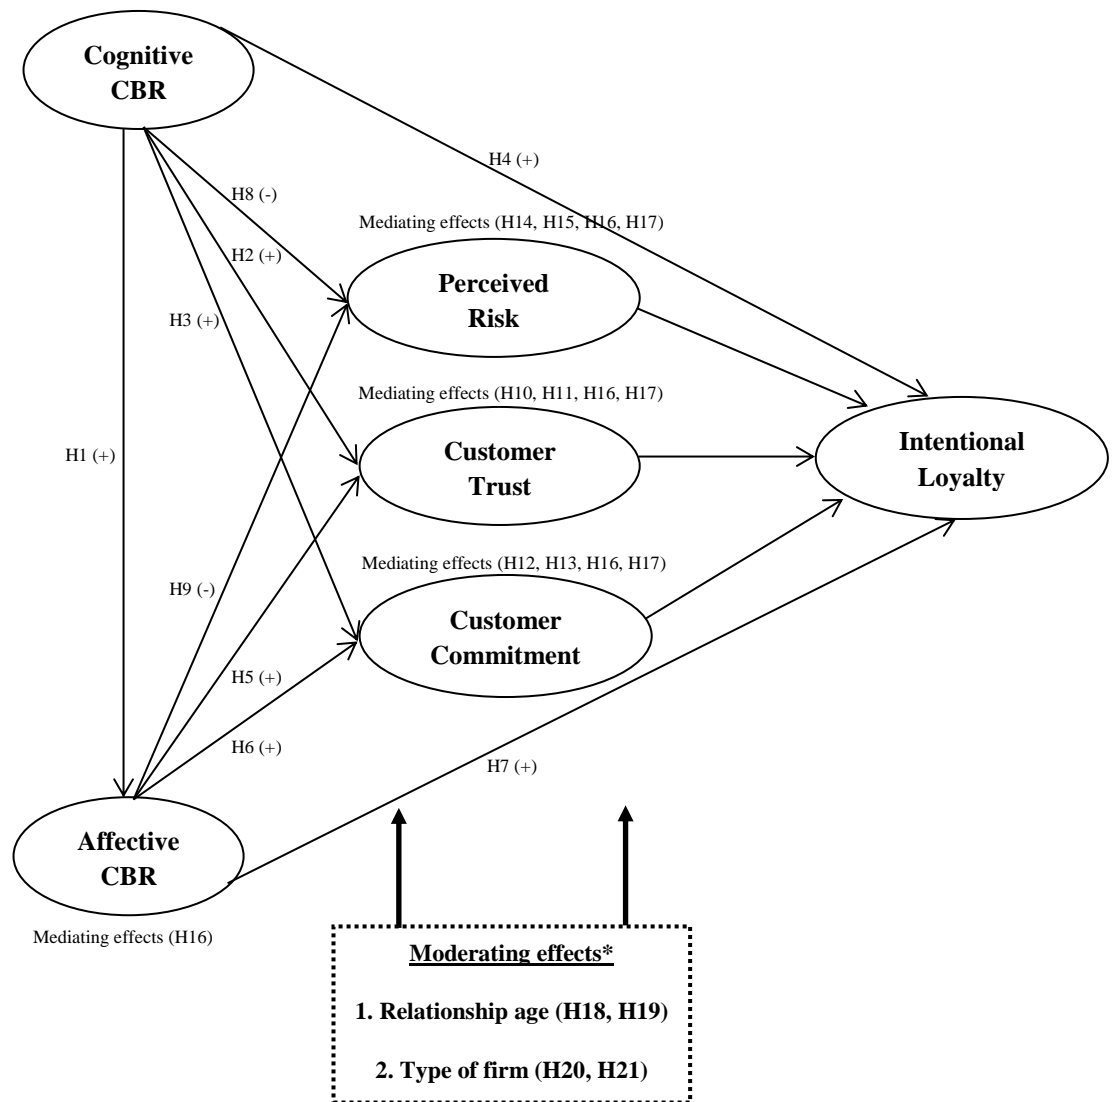 Cognitive
CBR
H4 (+)
H8 (-)
Mediating effects (H14, H15, H16, H17)
H2 (+)
Perceived
Risk
H3 (+)
Mediating effects (H10, H11, H16, H17)
H1 (+)
Customer
Trust
Intentional
Loyalty
Mediating effects (H12, H13, H16, H17)
H9 (-)
Customer
Commitment
H5 (+)
H6 (+)
H7 (+)
Affective
CBR
Mediating effects (H16)
Moderating effects*
1. Relationship age (H18, H19)
2. Type of firm (H20, H21)